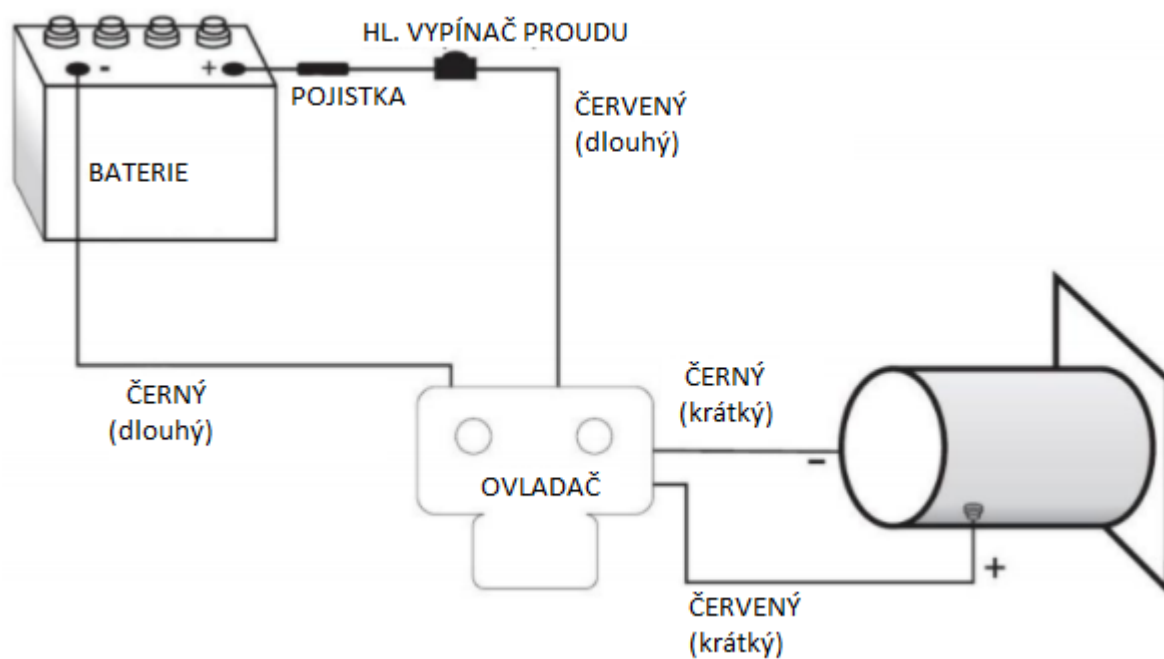 HL. VYPÍNAČ PROUDU
- +
POJISTKA
ČERVENÝ
(dlouhý)
BATERIE
ČERNÝ
(dlouhý)
ČERNÝ
(krátký)
-
OVLADAČ
+
ČERVENÝ
(krátký)